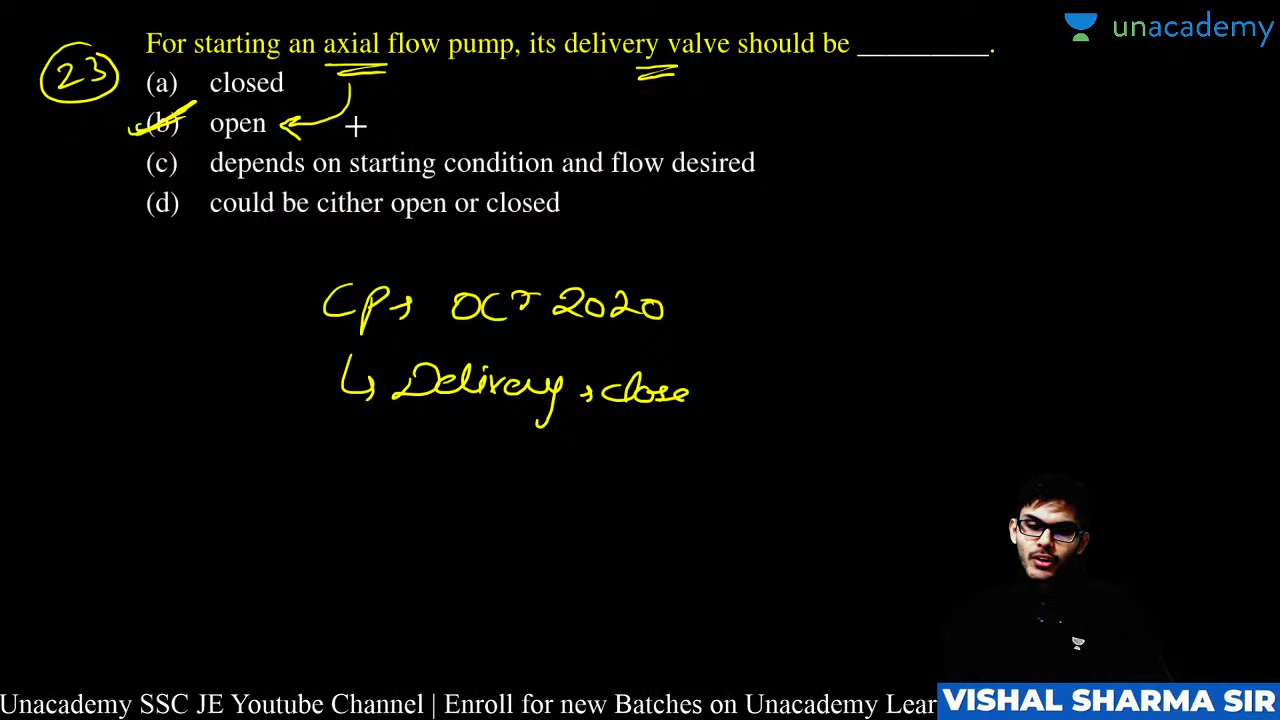 unacademy
23
For starting an axial flow pump, its delivery valve should be __________.
(a) closed
(b) open
(c) depends on starting condition and flow desired
(d) could be cither open or closed
CP→ OCT 2020
↳ Delivery → close
Unacademy SSC JE Youtube Channel | Enroll for new Batches on Unacademy Lear
VISHAL SHARMA SIR